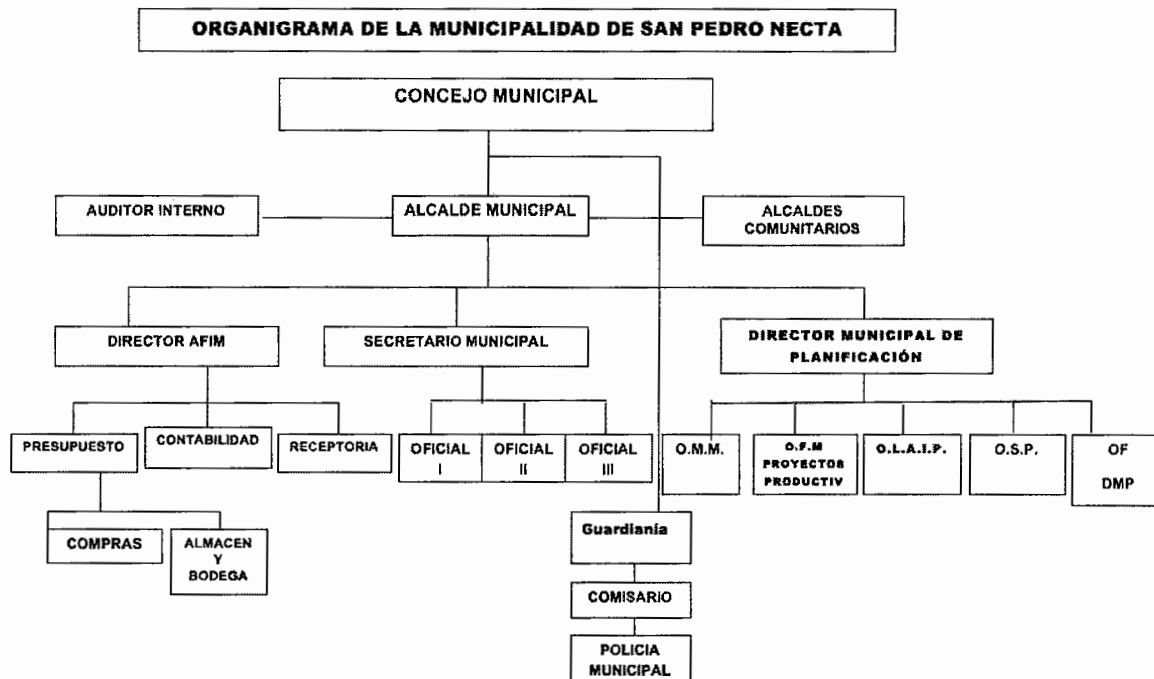 ORGANIGRAMA DE LA MUNICIPALIDAD DE SAN PEDRO NECTA
CONCEJO MUNICIPAL
AUDITOR INTERNO
ALCALDE MUNICIPAL
ALCALDES
COMUNITARIOS
DIRECTOR AFIM
SECRETARIO MUNICIPAL
DIRECTOR MUNICIPAL DE
PLANIFICACIÓN
PRESUPUESTO
CONTABILIDAD
RECEPTORIA
OFICIAL
I
OFICIAL
II
OFICIAL
III
O.M.M.
O.F.M
PROYECTOS
PRODUCTIV
O.L.A.I.P.
O.S.P.
OF
DMP
COMPRAS
ALMACEN
Y
BODEGA
Guardianía
COMISARIO
POLICIA
MUNICIPAL